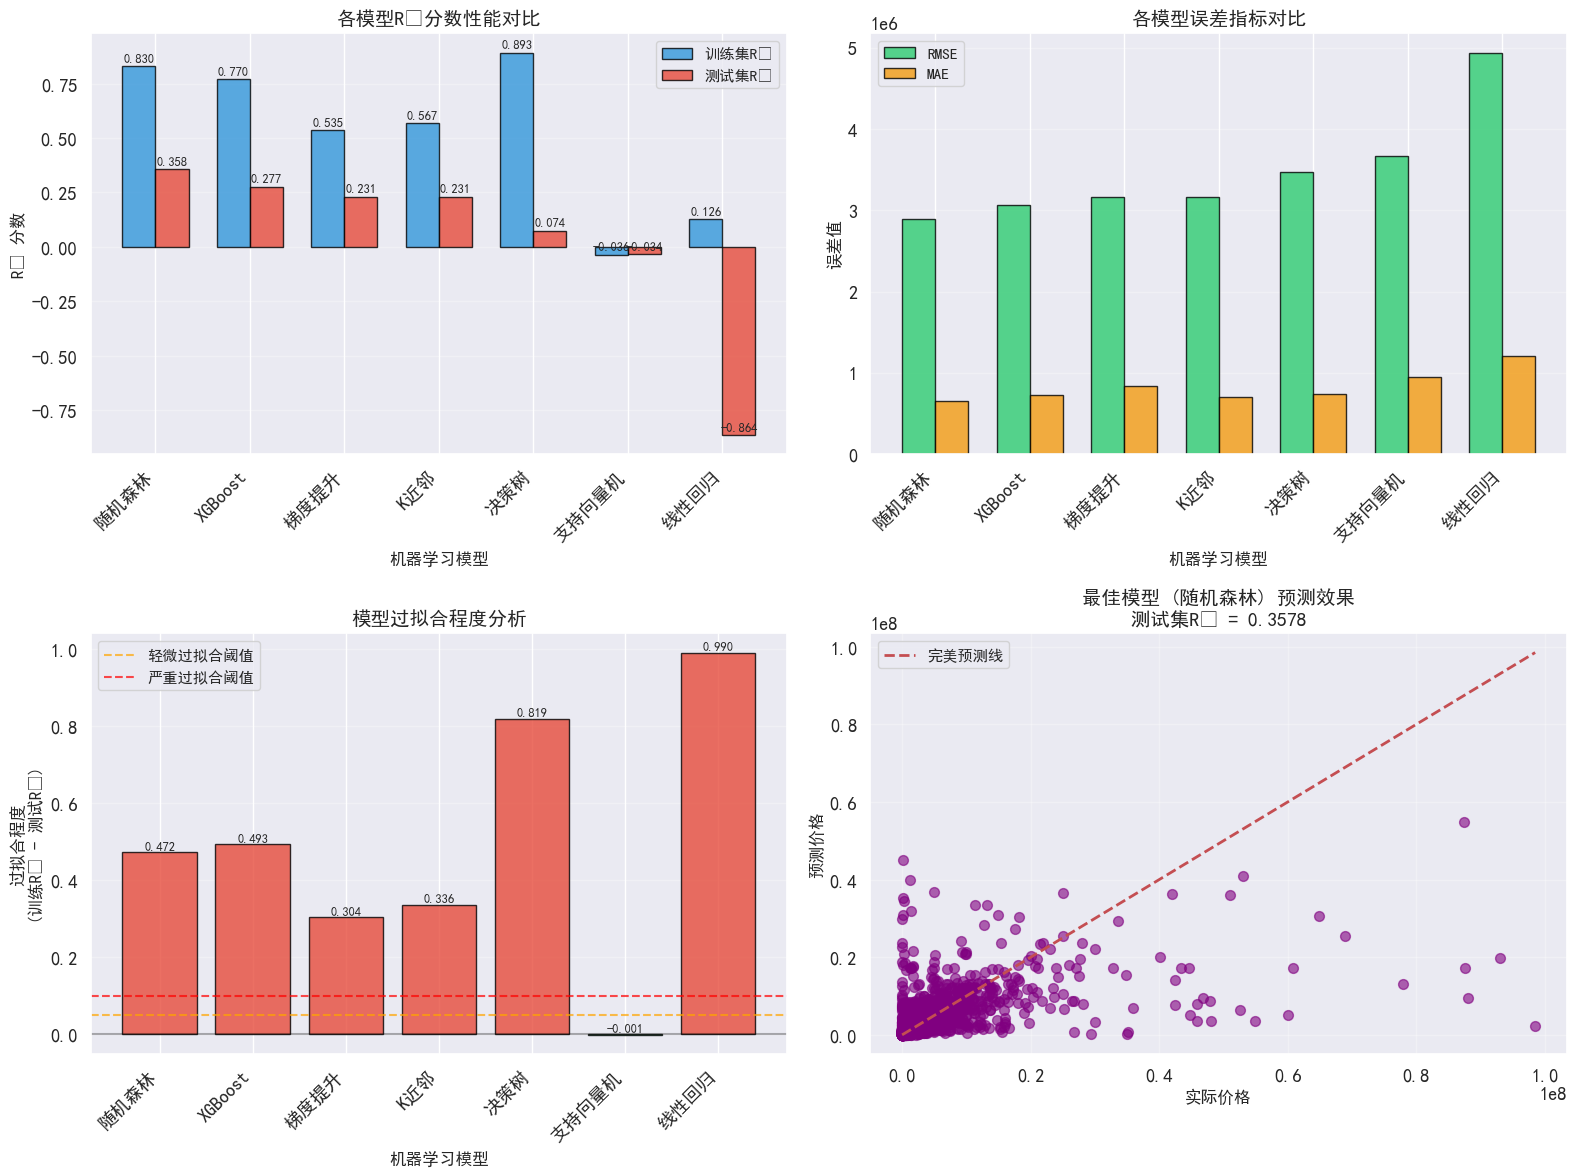 各模型R□分数性能对比
训练集R□
测试集R□
0.75
0.50
0.25
0.00
−0.25
−0.50
−0.75
R□ 分数
0.830
0.358
0.770
0.277
0.535
0.231
0.567
0.231
0.893
0.074
−0.036
−0.034
0.126
−0.864
随机森林
XGBoost
梯度提升
K近邻
决策树
支持向量机
线性回归
机器学习模型
各模型误差指标对比
1e6
RMSE
MAE
5
4
3
2
1
0
误差值
随机森林
XGBoost
梯度提升
K近邻
决策树
支持向量机
线性回归
机器学习模型
模型过拟合程度分析
轻微过拟合阈值
严重过拟合阈值
1.0
0.8
0.6
0.4
0.2
0.0
过拟合程度
(训练R□ - 测试R□)
0.472
0.493
0.304
0.336
0.819
−0.001
0.990
随机森林
XGBoost
梯度提升
K近邻
决策树
支持向量机
线性回归
机器学习模型
最佳模型 (随机森林) 预测效果
测试集R□ = 0.3578
1e8
完美预测线
1.0
0.8
0.6
0.4
0.2
0.0
预测价格
0.0
0.2
0.4
0.6
0.8
1.0
1e8
实际价格